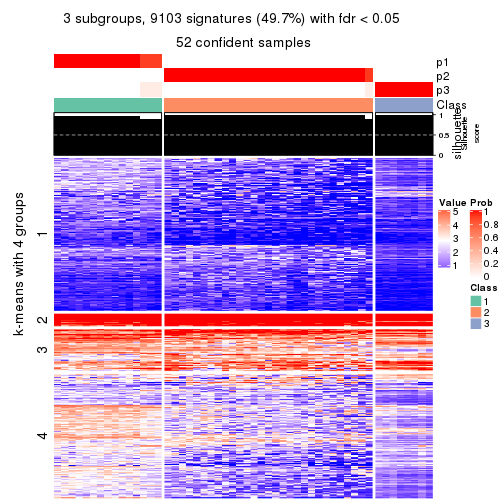 3 subgroups, 9103 signatures (49.7%) with fdr < 0.05
52 confident samples
p1
p2
p3
Class
1
0.5
0
silhouette
Silhouette
score
k-means with 4 groups
1
2
3
4
Value
5
4
3
2
1
Prob
1
0.8
0.6
0.4
0.2
0
Class
1
2
3